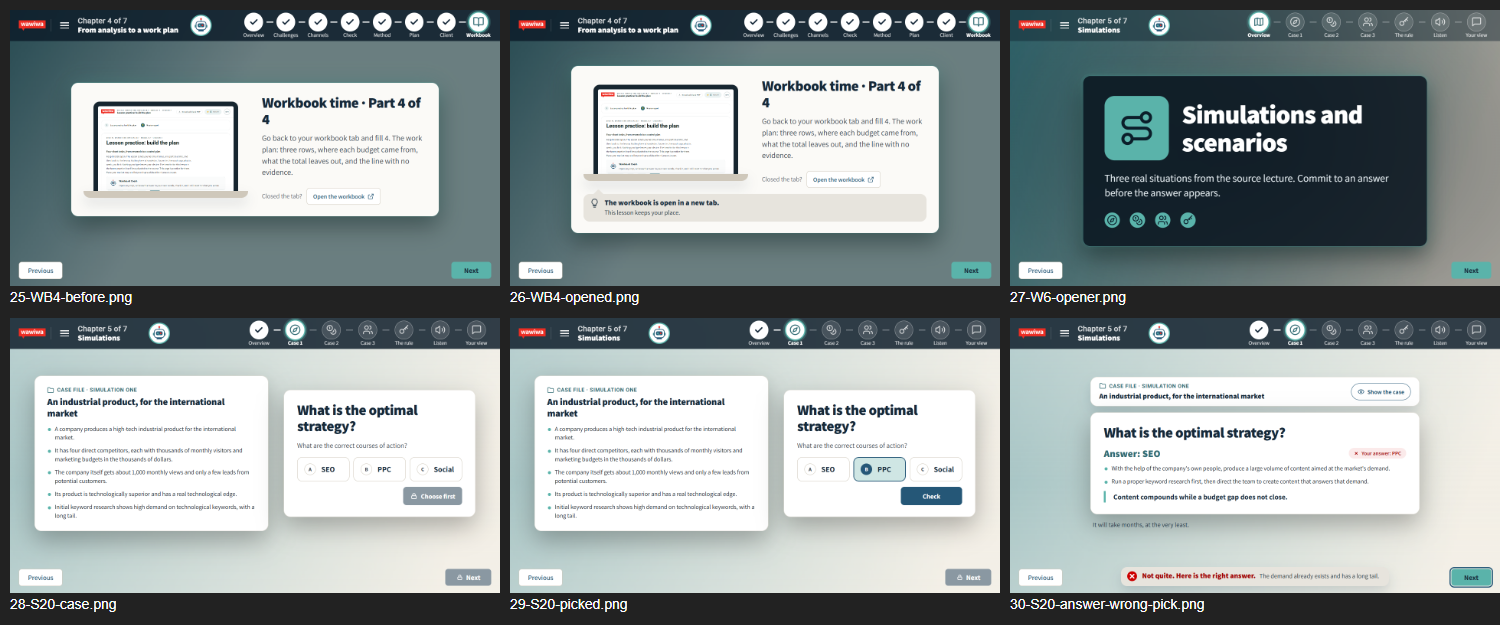 wawiwa
Chapter 4 of 7
From analysis to a work plan
Overview
Challenges
Channels
Check
Method
Plan
Client
Workbook
Lesson practice: build the plan
Workbook time · Part 4 of
4
Go back to your workbook tab and fill 4. The work
plan: three rows, where each budget came from,
what the total leaves out, and the line with no
evidence.
Closed the tab?
Open the workbook
Previous
Next
25-WB4-before.png
wawiwa
Chapter 4 of 7
From analysis to a work plan
Overview
Challenges
Channels
Check
Method
Plan
Client
Workbook
Lesson practice: build the plan
Workbook time · Part 4 of
4
Go back to your workbook tab and fill 4. The work
plan: three rows, where each budget came from,
what the total leaves out, and the line with no
evidence.
Closed the tab?
Open the workbook
The workbook is open in a new tab.
This lesson keeps your place.
Previous
Next
26-WB4-opened.png
wawiwa
Chapter 5 of 7
Simulations
Overview
Case 1
Case 2
Case 3
The rule
Listen
Your view
Simulations and
scenarios
Three real situations from the source lecture. Commit to an answer
before the answer appears.
Previous
Next
27-W6-opener.png
wawiwa
Chapter 5 of 7
Simulations
Overview
Case 1
Case 2
Case 3
The rule
Listen
Your view
CASE FILE · SIMULATION ONE
An industrial product, for the international
market
A company produces a high-tech industrial product for the international
market.
It has four direct competitors, each with thousands of monthly visitors and
marketing budgets in the thousands of dollars.
The company itself gets about 1,000 monthly views and only a few leads from
potential customers.
Its product is technologically superior and has a real technological edge.
Initial keyword research shows high demand on technological keywords, with a
long tail.
What is the optimal
strategy?
What are the correct courses of action?
A SEO
B PPC
C Social
Choose first
Previous
Next
28-S20-case.png
wawiwa
Chapter 5 of 7
Simulations
Overview
Case 1
Case 2
Case 3
The rule
Listen
Your view
CASE FILE · SIMULATION ONE
An industrial product, for the international
market
A company produces a high-tech industrial product for the international
market.
It has four direct competitors, each with thousands of monthly visitors and
marketing budgets in the thousands of dollars.
The company itself gets about 1,000 monthly views and only a few leads from
potential customers.
Its product is technologically superior and has a real technological edge.
Initial keyword research shows high demand on technological keywords, with a
long tail.
What is the optimal
strategy?
What are the correct courses of action?
A SEO
B PPC
C Social
Check
Previous
Next
29-S20-picked.png
wawiwa
Chapter 5 of 7
Simulations
Overview
Case 1
Case 2
Case 3
The rule
Listen
Your view
CASE FILE · SIMULATION ONE
An industrial product, for the international market
Show the case
What is the optimal strategy?
Answer: SEO
Your answer: PPC
With the help of the company's own people, produce a large volume of content aimed at the market's demand.
Run a proper keyword research first, then direct the team to create content that answers that demand.
Content compounds while a budget gap does not close.
It will take months, at the very least.
Previous
Not quite. Here is the right answer. The demand already exists and has a long tail.
Next
30-S20-answer-wrong-pick.png